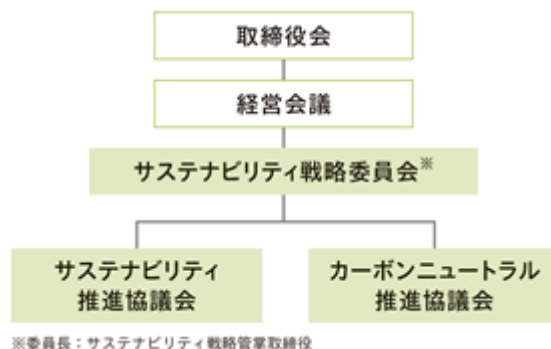 取締役会
経営会議
サステナビリティ戦略委員会※
サステナビリティ
推進協議会
カーボンニュートラル
推進協議会
※委員長：サステナビリティ戦略管掌取締役